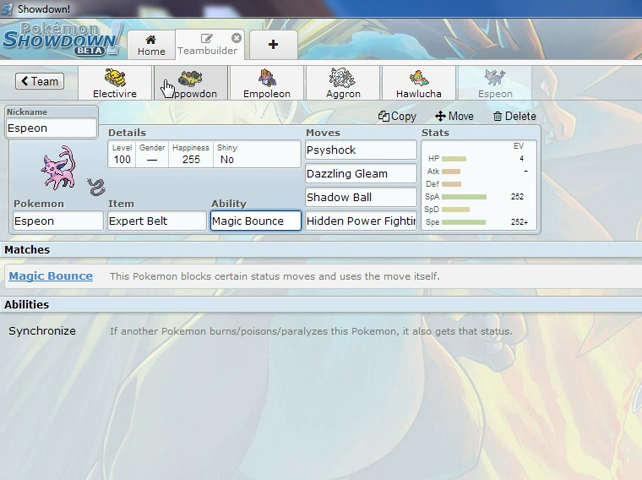 Showdown!
Pokémon
SHOWDOWN!
BETA
Home
Teambuilder
+
Team
Electivire
Empoleon
Aggron
Hawlucha
Espeon
Nickname
Espeon
Copy
Move
Delete
Details
Moves
Stats
Level
Gender
Happiness
Shiny
100
—
255
No
Psyshock
Dazzling Gleam
Shadow Ball
Hidden Power Fightin
EV
HP
4
Atk
-
Def
SpA
252
SpD
Spe
252+
Pokemon
Item
Ability
Espeon
Expert Belt
Magic Bounce
Matches
Magic Bounce
This Pokemon blocks certain status moves and uses the move itself.
Abilities
Synchronize
If another Pokemon burns/poisons/paralyzes this Pokemon, it also gets that status.